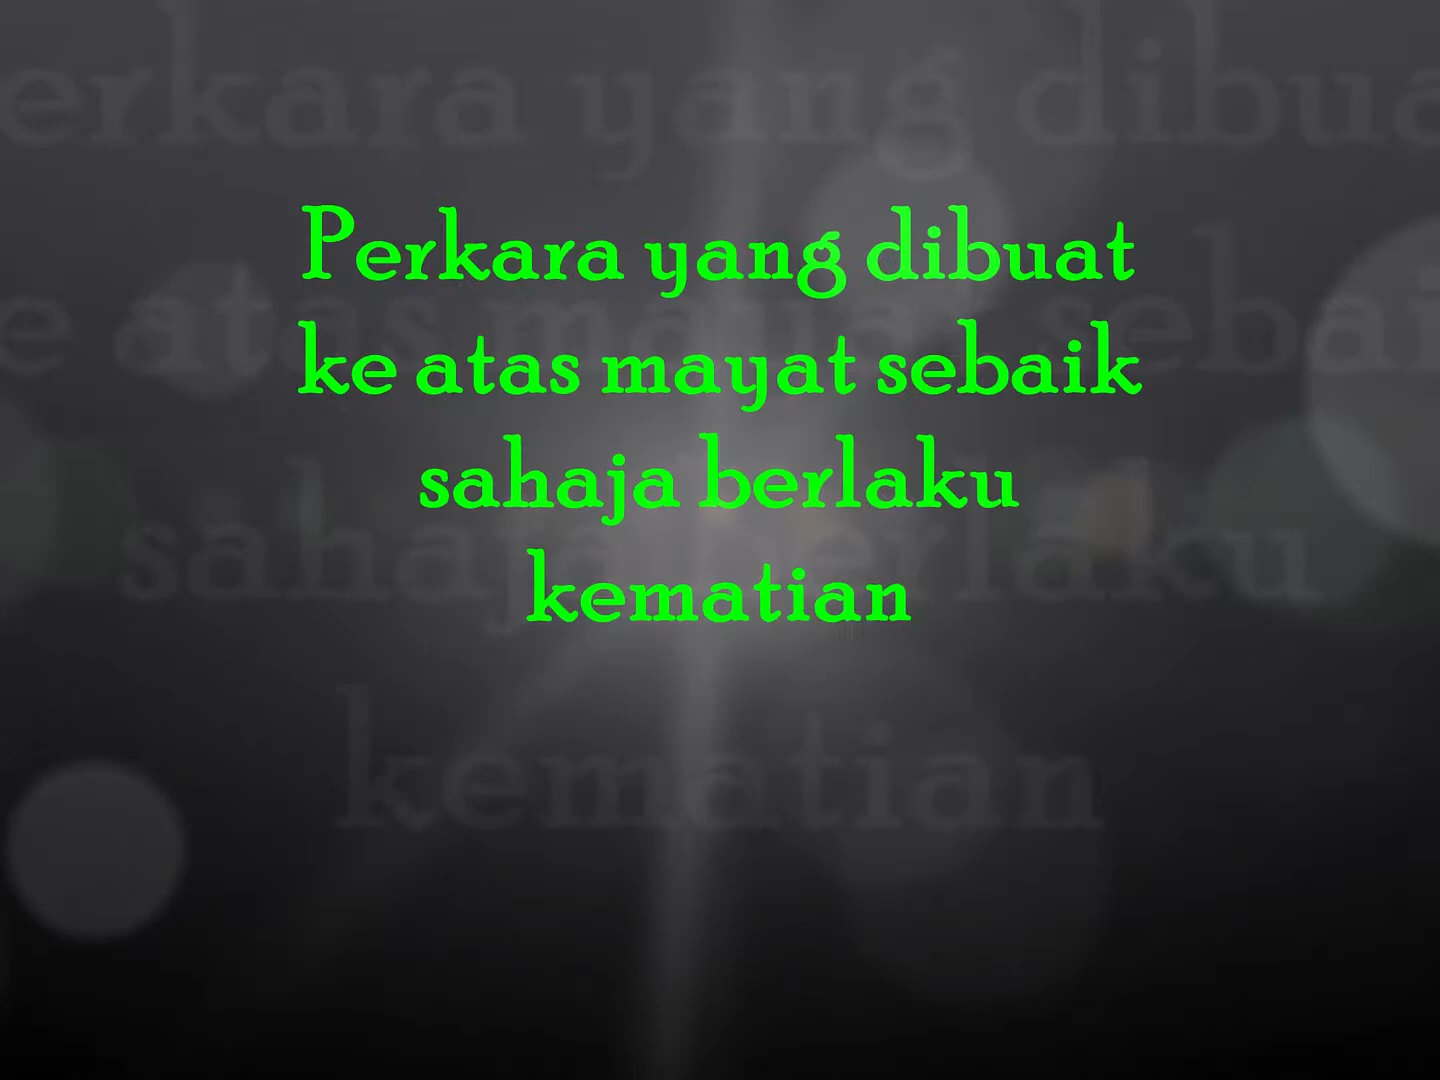 Perkara yang dibuat
ke atas mayat sebaik
sahaja berlaku
kematian